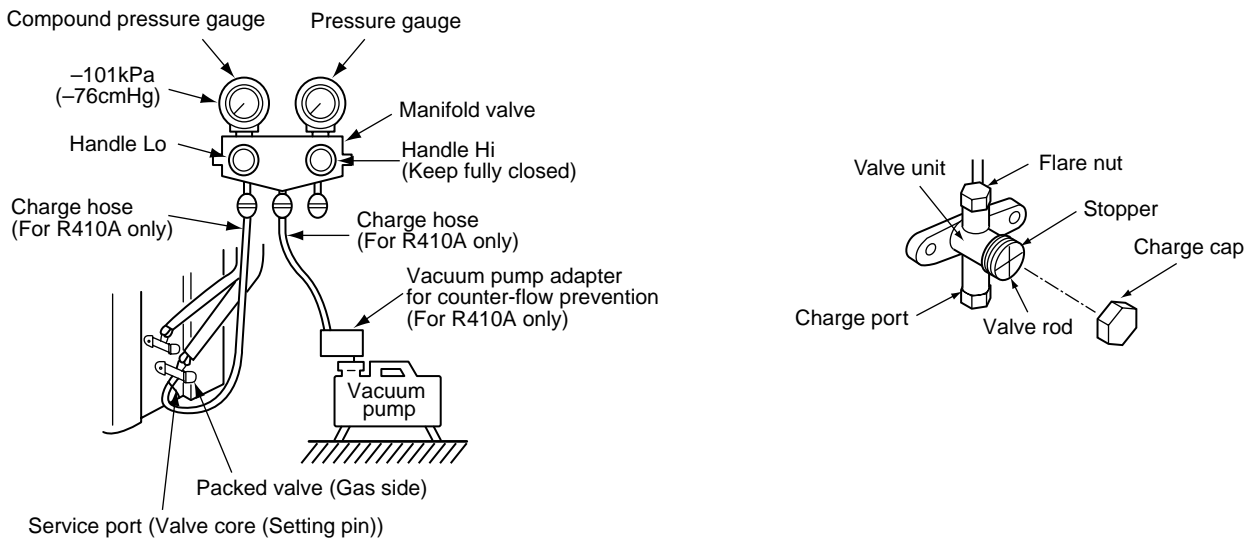 Compound pressure gauge
Pressure gauge
–101kPa
(–76cmHg)
Manifold valve
Handle Lo
Handle Hi
(Keep fully closed)
Charge hose
(For R410A only)
Charge hose
(For R410A only)
Vacuum pump adapter
for counter-flow prevention
(For R410A only)
Vacuum
pump
Packed valve (Gas side)
Service port (Valve core (Setting pin))
Valve unit
Flare nut
Stopper
Charge cap
Charge port
Valve rod